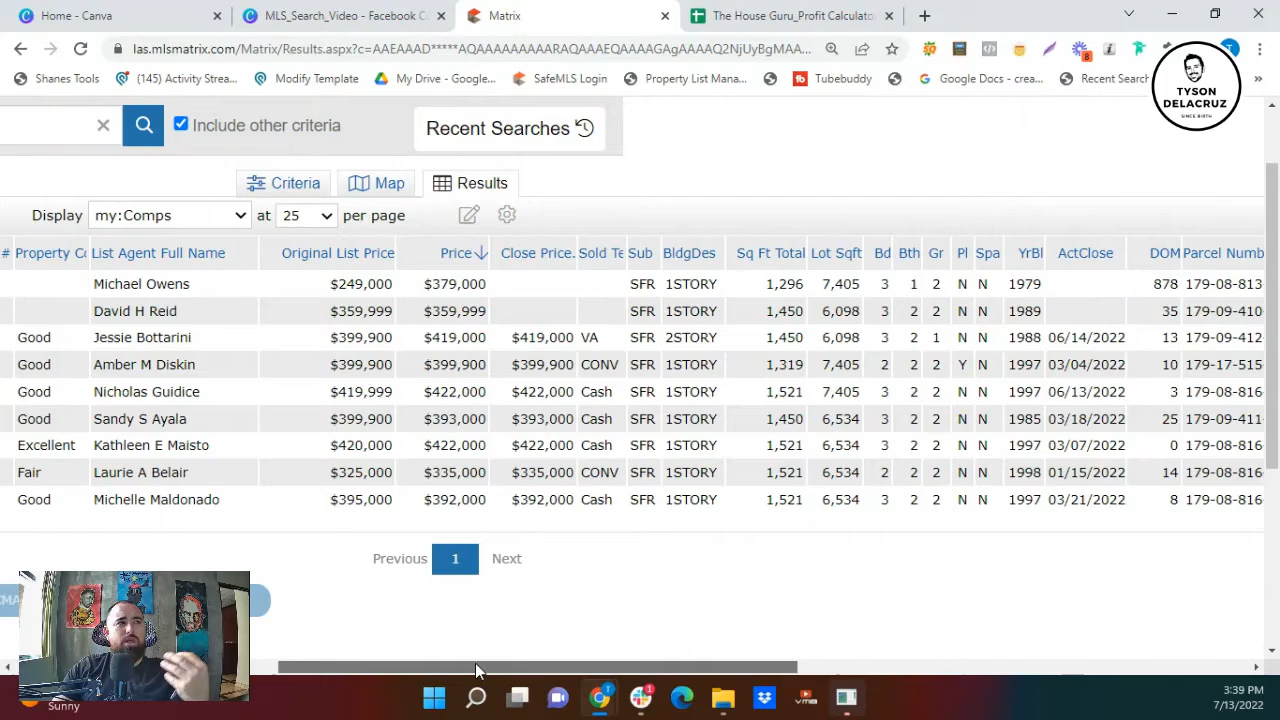 Home - Canva
MLS_Search_Video - Facebook C
Matrix
The House Guru_Profit Calculator
las.mlsmatrix.com/Matrix/Results.aspx?c=AAEAAAD*****AQAAAAAAAAARAQAAAEQAAAAGAgAAAAQ2NjUyBgMAA...
8
Shanes Tools
(145) Activity Strea...
Modify Template
My Drive - Google...
SafeMLS Login
Property List Mana...
Tubebuddy
Google Docs - crea...
Recent Search
»
TYSON
DELACRUZ
SINCE BIRTH
Include other criteria
Recent Searches
Criteria
Map
Results
Display my:Comps at 25 per page
# Property Co List Agent Full Name Original List Price Price Close Price. Sold Te Sub BldgDes Sq Ft Total Lot Sqft Bd Bth Gr Pl Spa YrBl ActClose DOM Parcel Numb
Michael Owens $249,000 $379,000 SFR 1STORY 1,296 7,405 3 1 2 N N 1979 878 179-08-813
David H Reid $359,999 $359,999 SFR 1STORY 1,450 6,098 3 2 2 N N 1989 35 179-09-410
Good Jessie Bottarini $399,900 $419,000 $419,000 VA SFR 2STORY 1,450 6,098 3 2 1 N N 1988 06/14/2022 13 179-09-412
Good Amber M Diskin $399,900 $399,900 $399,900 CONV SFR 1STORY 1,319 7,405 3 2 2 Y N 1997 03/04/2022 10 179-17-515
Good Nicholas Guidice $419,999 $422,000 $422,000 Cash SFR 1STORY 1,521 7,405 3 2 2 N N 1997 06/13/2022 3 179-08-816
Good Sandy S Ayala $399,900 $393,000 $393,000 Cash SFR 1STORY 1,450 6,534 3 2 2 N N 1985 03/18/2022 25 179-09-411
Excellent Kathleen E Maisto $420,000 $422,000 $422,000 Cash SFR 1STORY 1,521 6,534 3 2 2 N N 1997 03/07/2022 0 179-08-816
Fair Laurie A Belair $325,000 $335,000 $335,000 CONV SFR 1STORY 1,521 6,534 2 2 2 N N 1998 01/15/2022 14 179-08-816
Good Michelle Maldonado $395,000 $392,000 $392,000 Cash SFR 1STORY 1,521 6,534 3 2 2 N N 1997 03/21/2022 8 179-08-816
Previous 1 Next
CMA
Sunny
1
3:39 PM
7/13/2022